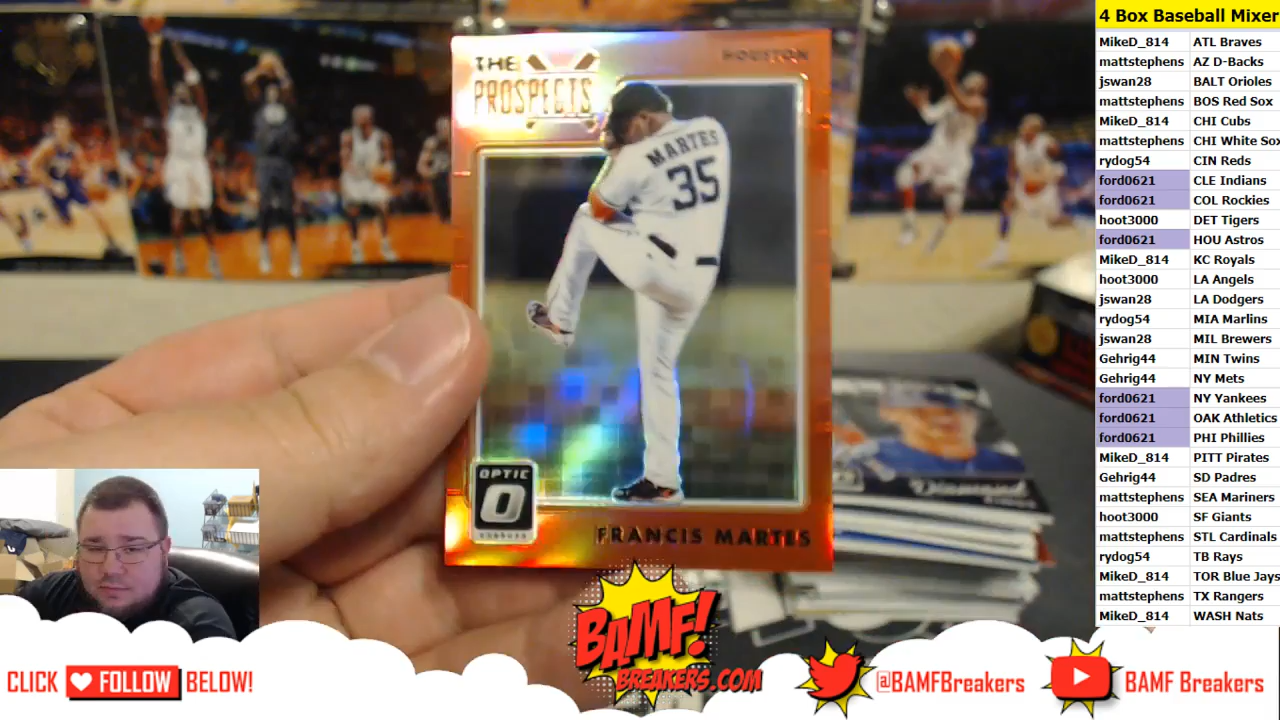 THE
PROSPECTS
HOUSTON
MARTES
35
OPTIC
FRANCIS MARTES
4 Box Baseball Mixer
MikeD_814 ATL Braves
mattstephens AZ D-Backs
jswan28 BALT Orioles
mattstephens BOS Red Sox
MikeD_814 CHI Cubs
mattstephens CHI White Sox
rydog54 CIN Reds
ford0621 CLE Indians
ford0621 COL Rockies
hoot3000 DET Tigers
ford0621 HOU Astros
MikeD_814 KC Royals
hoot3000 LA Angels
jswan28 LA Dodgers
rydog54 MIA Marlins
jswan28 MIL Brewers
Gehrig44 MIN Twins
Gehrig44 NY Mets
ford0621 NY Yankees
ford0621 OAK Athletics
ford0621 PHI Phillies
MikeD_814 PITT Pirates
Gehrig44 SD Padres
mattstephens SEA Mariners
hoot3000 SF Giants
mattstephens STL Cardinals
rydog54 TB Rays
MikeD_814 TOR Blue Jays
mattstephens TX Rangers
MikeD_814 WASH Nats
CLICK FOLLOW BELOW!
BAMF!
BREAKERS.COM
@BAMFBreakers
BAMF Breakers